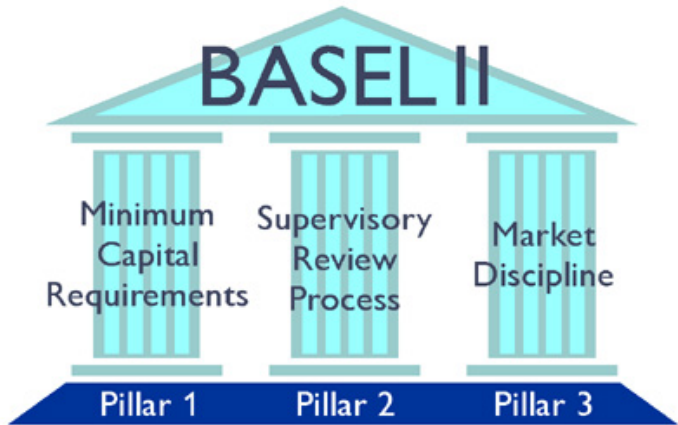 BASEL II
Minimum
Capital
Requirements
Supervisory
Review
Process
Market
Discipline
Pillar 1
Pillar 2
Pillar 3